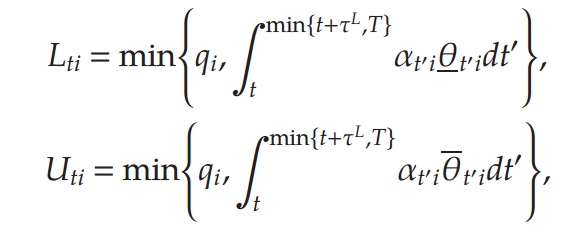 $L_{ti} = \min\left\{ q_i, \int_t^{\min\{t+\tau^L, T\}} \alpha_{t'i} \underline{\theta}_{t'i} dt' \right\},$
$U_{ti} = \min\left\{ q_i, \int_t^{\min\{t+\tau^L, T\}} \alpha_{t'i} \overline{\theta}_{t'i} dt' \right\},$